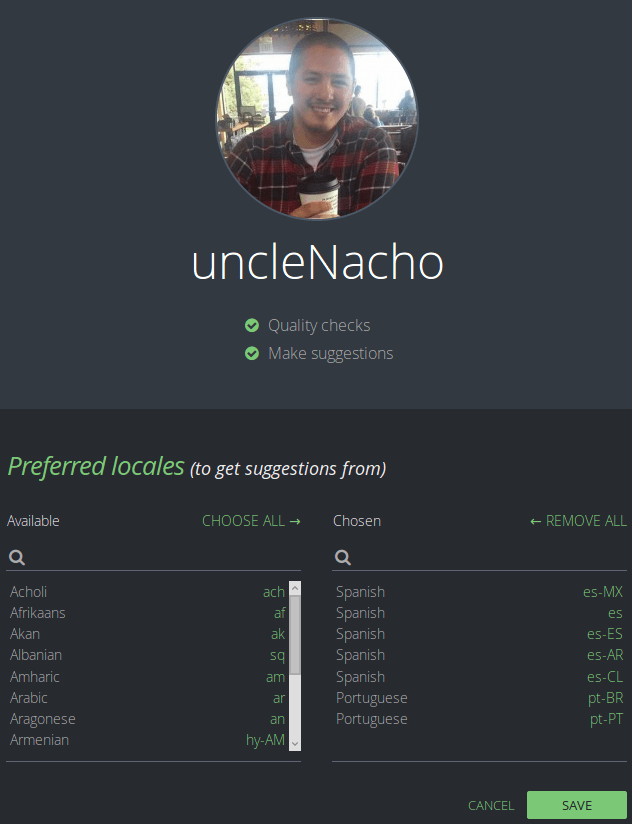 uncleNacho
Quality checks
Make suggestions
Preferred locales (to get suggestions from)
Available CHOOSE ALL →
Acholi ach
Afrikaans af
Akan ak
Albanian sq
Amharic am
Arabic ar
Aragonese an
Armenian hy-AM
Chosen ← REMOVE ALL
Spanish es-MX
Spanish es
Spanish es-ES
Spanish es-AR
Spanish es-CL
Portuguese pt-BR
Portuguese pt-PT
CANCEL SAVE